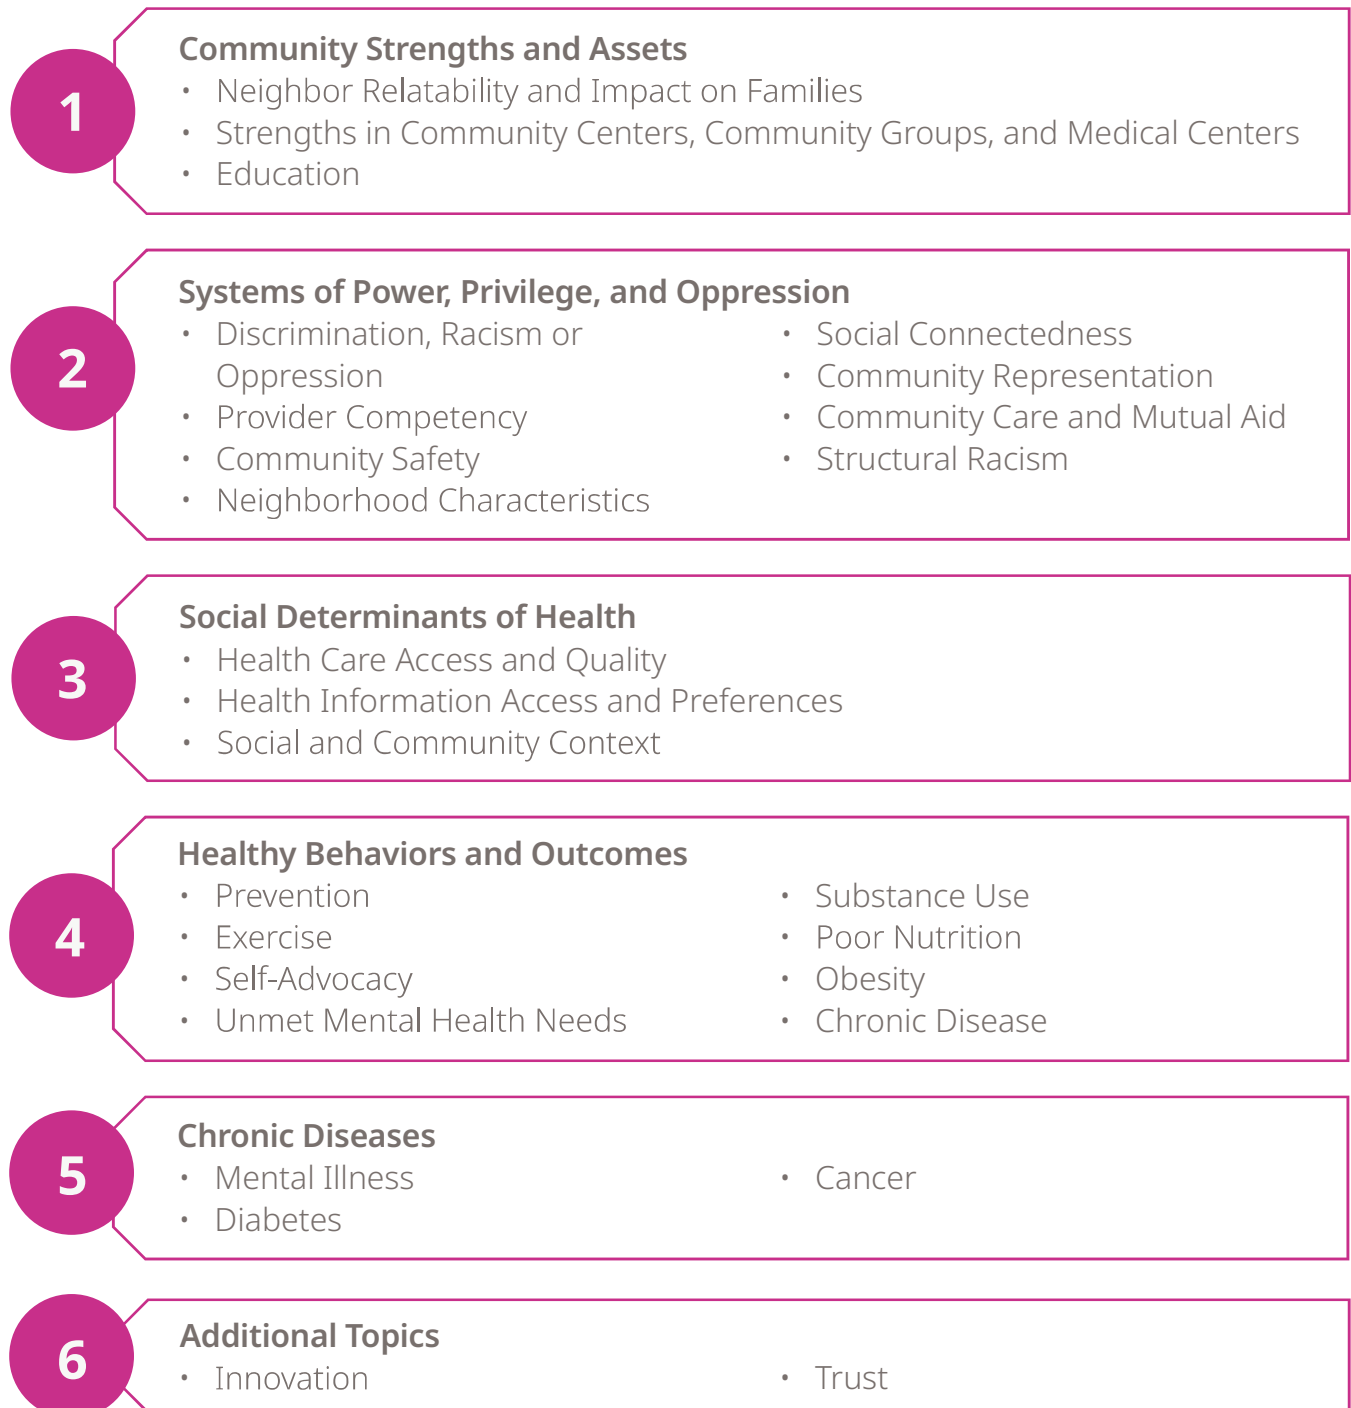 1
Community Strengths and Assets
• Neighbor Relatability and Impact on Families
• Strengths in Community Centers, Community Groups, and Medical Centers
• Education
2
Systems of Power, Privilege, and Oppression
• Discrimination, Racism or
Oppression
• Provider Competency
• Community Safety
• Neighborhood Characteristics
• Social Connectedness
• Community Representation
• Community Care and Mutual Aid
• Structural Racism
3
Social Determinants of Health
• Health Care Access and Quality
• Health Information Access and Preferences
• Social and Community Context
4
Healthy Behaviors and Outcomes
• Prevention
• Exercise
• Self-Advocacy
• Unmet Mental Health Needs
• Substance Use
• Poor Nutrition
• Obesity
• Chronic Disease
5
Chronic Diseases
• Mental Illness
• Diabetes
• Cancer
6
Additional Topics
• Innovation
• Trust